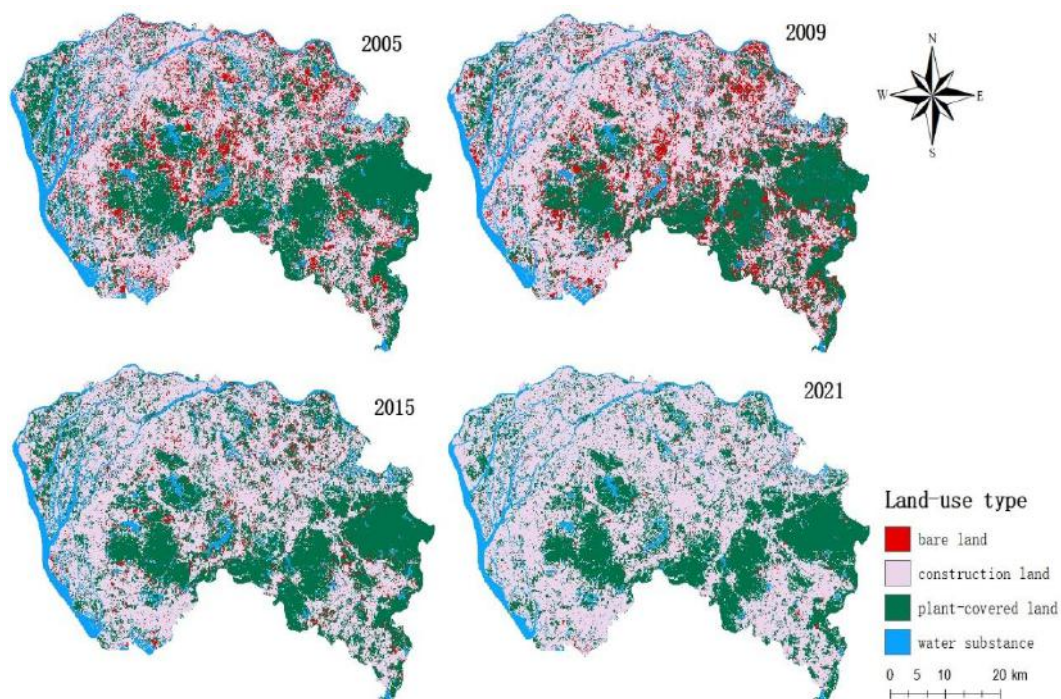 2005
2009
N
W
E
S
2015
2021
Land-use type
bare land
construction land
plant-covered land
water substance
0 5 10 20 km